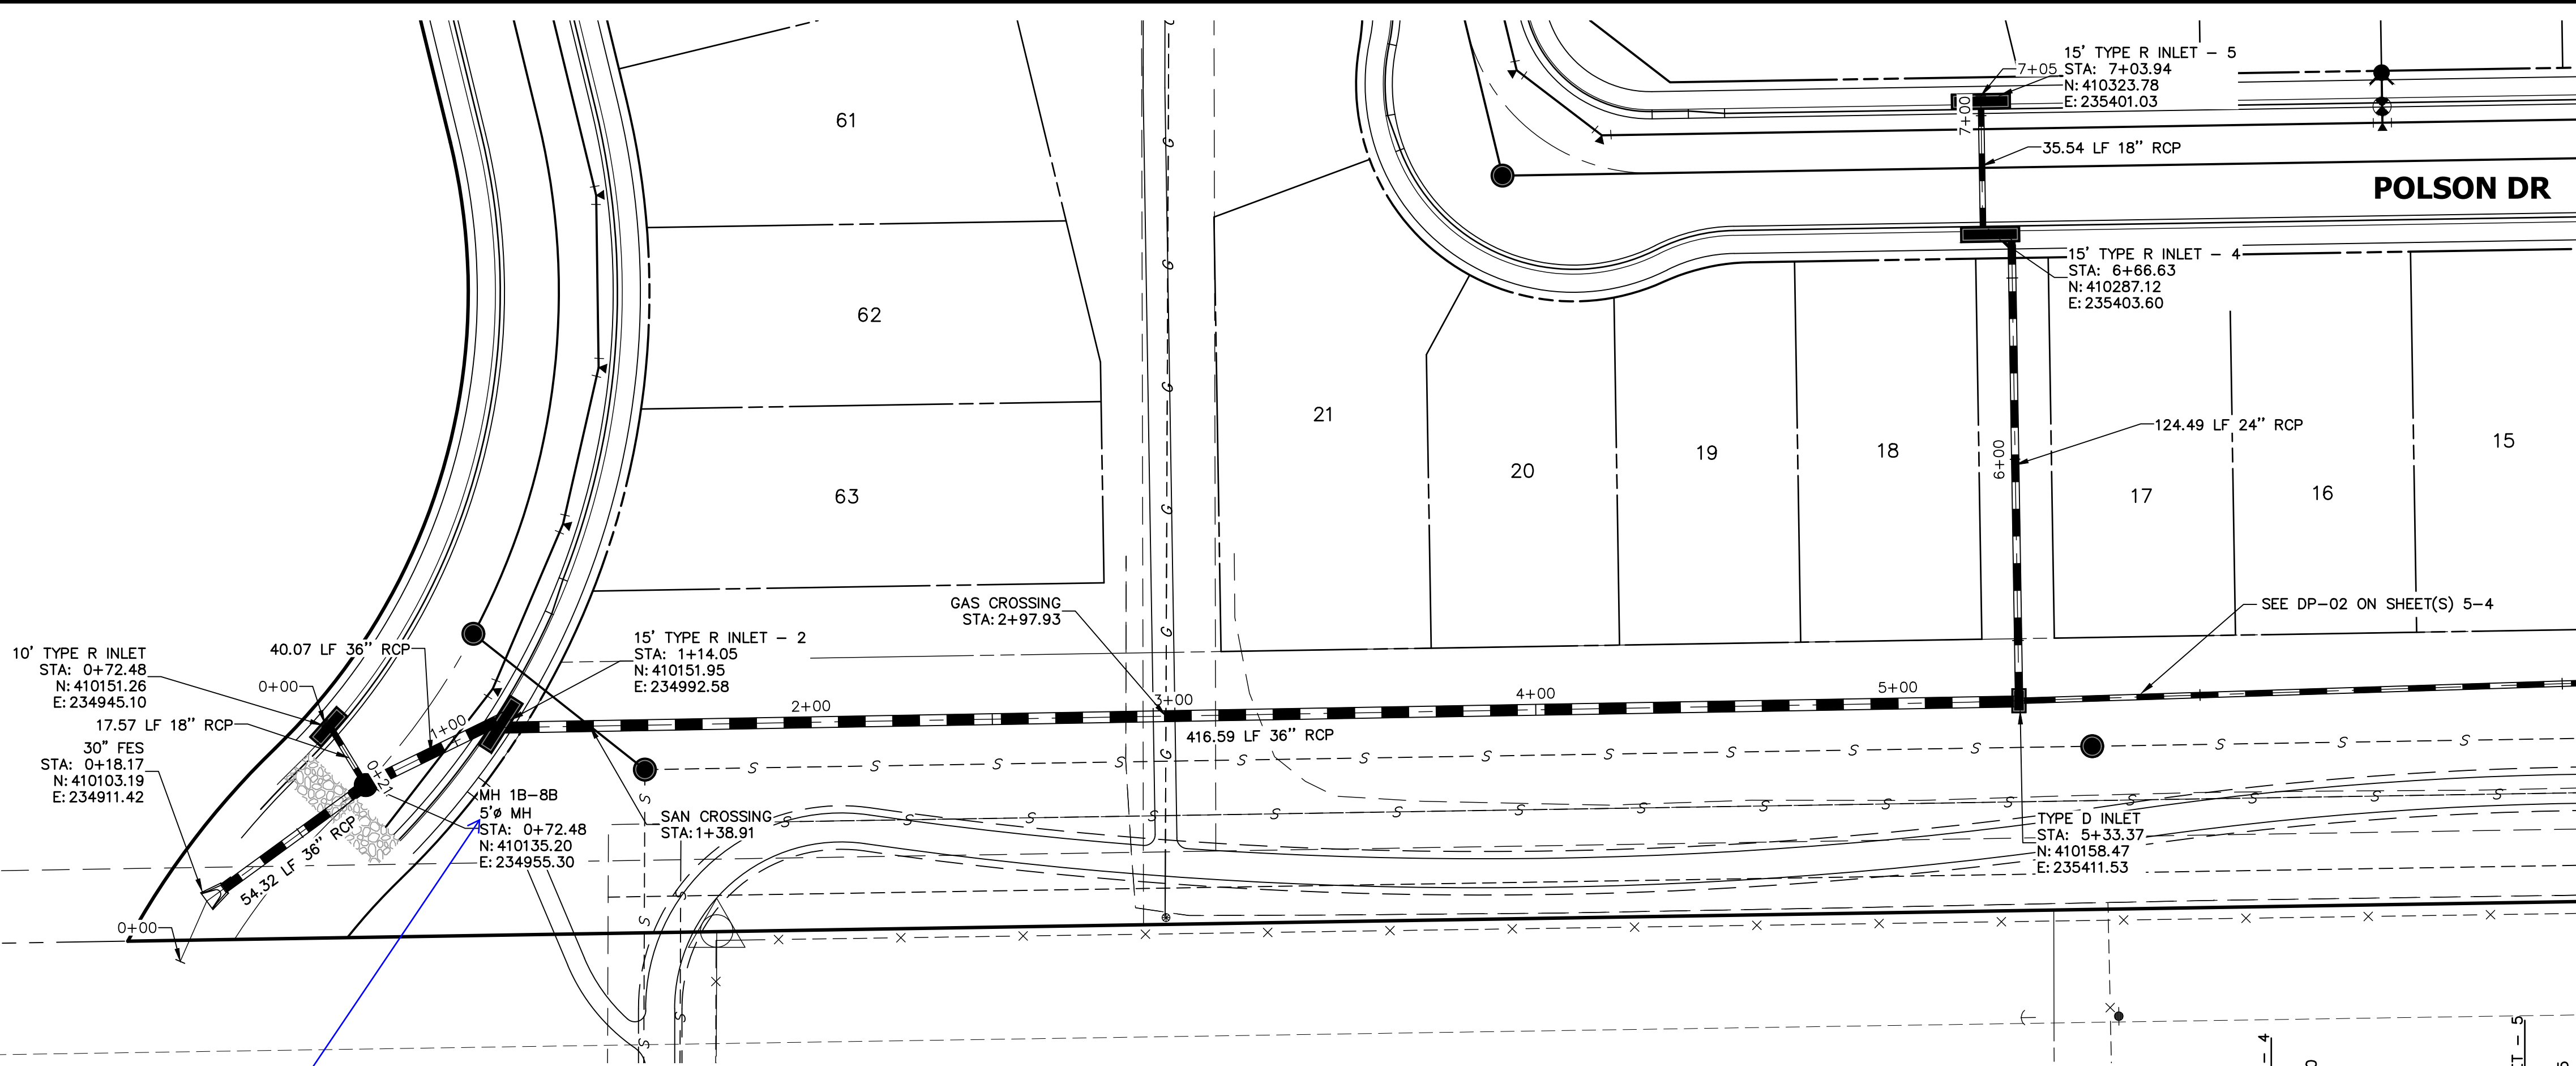 15' TYPE R INLET - 5
7+05
STA: 7+03.94
N: 410323.78
E: 235401.03
7+00
35.54 LF 18" RCP
POLSON DR
15' TYPE R INLET - 4
STA: 6+66.63
N: 410287.12
E: 235403.60
61
62
63
21
20
19
18
17
16
15
124.49 LF 24" RCP
6+00
G
G
G
G
G
G
G
SEE DP-02 ON SHEET(S) 5-4
GAS CROSSING
STA: 2+97.93
15' TYPE R INLET - 2
STA: 1+14.05
N: 410151.95
E: 234992.58
10' TYPE R INLET
STA: 0+72.48
N: 410151.26
E: 234945.10
40.07 LF 36" RCP
0+00
17.57 LF 18" RCP
30" FES
STA: 0+18.17
N: 410103.19
E: 234911.42
1+00
0+21
2+00
3+00
4+00
5+00
416.59 LF 36" RCP
S S S S S S S S S S S S S S
MH 1B-8B
5'ø MH
STA: 0+72.48
N: 410135.20
E: 234955.30
SAN CROSSING
STA: 1+38.91
S S S S S S S S S S S S S S S
TYPE D INLET
STA: 5+33.37
N: 410158.47
E: 235411.53
54.32 LF 36" RCP
0+00
S
S
S
S
S
- 4
T - 5